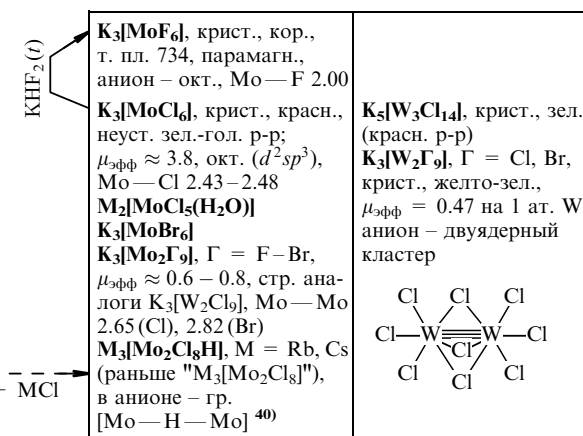 KHF₂(t)
K₃[MoF₆], крист., кор.,
т. пл. 734, парамагн.,
анион – окт., Mo — F 2.00
K₃[MoCl₆], крист., красн.,
неуст. зел.-гол. р-р;
μэфф ≈ 3.8, окт. (d²sp³),
Mo — Cl 2.43 – 2.48
M₂[MoCl₅(H₂O)]
K₃[MoBr₆]
K₃[Mo₂Г₉], Г = F – Br,
μэфф ≈ 0.6 – 0.8, стр. ана-
логи K₃[W₂Cl₉], Mo — Mo
2.65 (Cl), 2.82 (Br)
M₃[Mo₂Cl₈H], M = Rb, Cs
(раньше "M₃[Mo₂Cl₈]"),
в анионе – гр.
[Mo — H — Mo] ⁴⁰⁾
– MCl
K₅[W₃Cl₁₄], крист., зел.
(красн. р-р)
K₃[W₂Г₉], Г = Cl, Br,
крист., желто-зел.,
μэфф = 0.47 на 1 ат. W
анион – двуядерный
кластер
Cl Cl Cl
Cl W W Cl
Cl
Cl Cl Cl